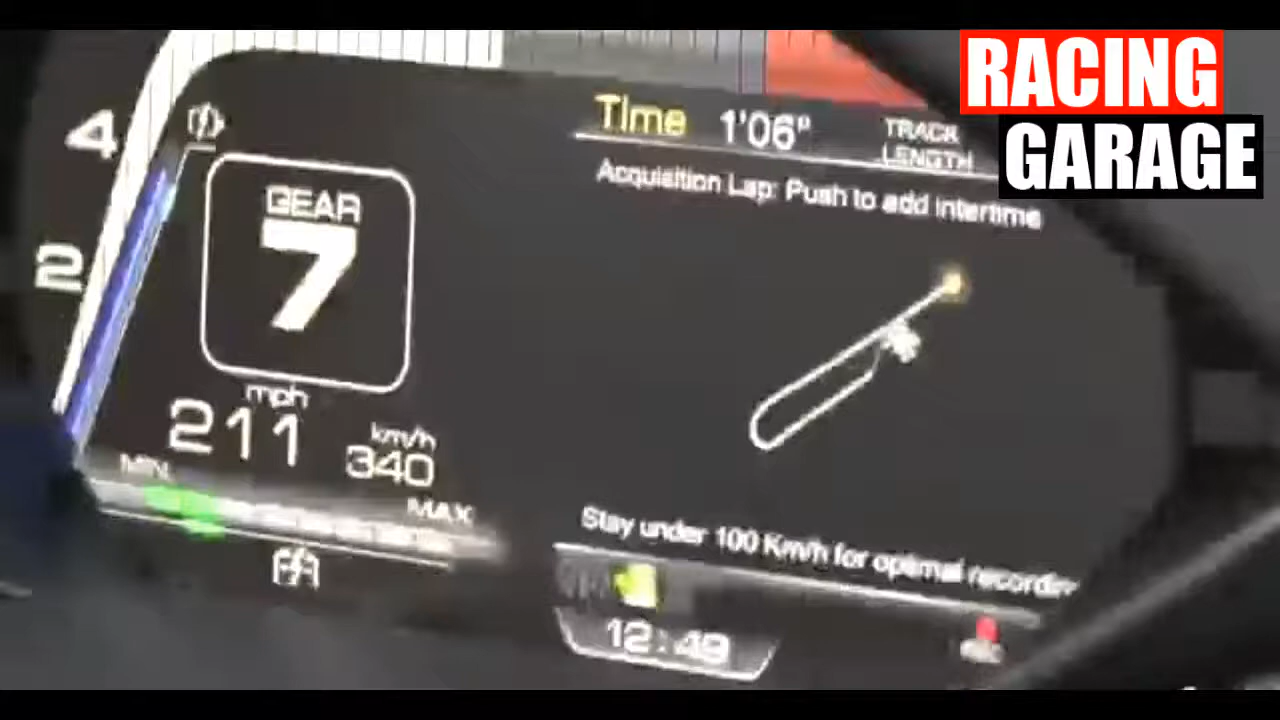 RACING
GARAGE
4
2
GEAR
7
mph
211
km/h
340
MIN
MAX
Time 1'06" TRACK LENGTH
Acquisition Lap: Push to add intertime
Stay under 100 Km/h for optimal recording
12:49